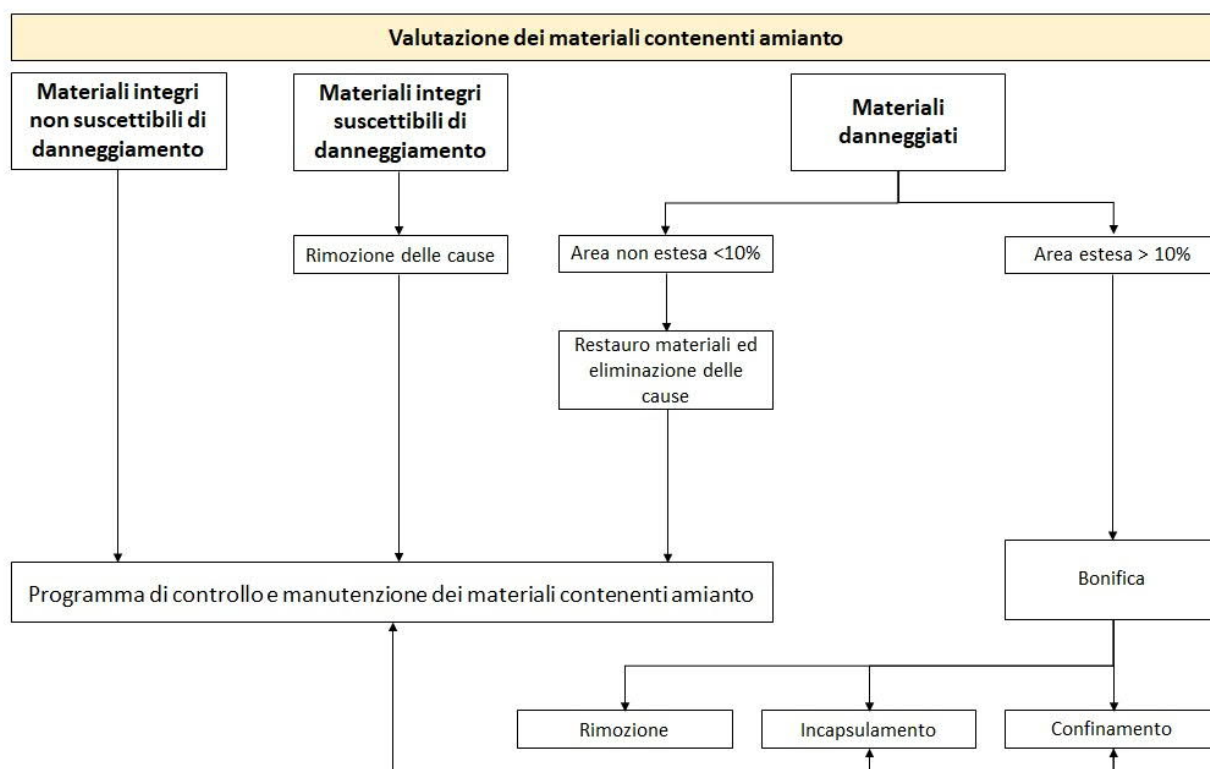 Valutazione dei materiali contenenti amianto
Materiali integri
non suscettibili di
danneggiamento
Materiali integri
suscettibili di
danneggiamento
Materiali
danneggiati
Rimozione delle cause
Area non estesa <10%
Area estesa > 10%
Restauro materiali ed
eliminazione delle
cause
Programma di controllo e manutenzione dei materiali contenenti amianto
Bonifica
Rimozione
Incapsulamento
Confinamento